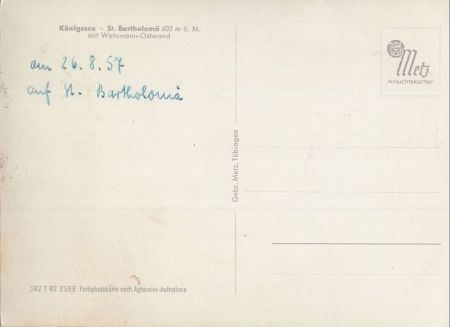 Königssee – St. Bartholomä 602 m ü. M.
mit Watzmann-Ostwand
am 26.8.57
auf St. Bartholomä
Metz
Ansichtskarten
Gebr. Metz, Tübingen
382 T 82 ZSEE Farbphotokarte nach Agfacolor-Aufnahme